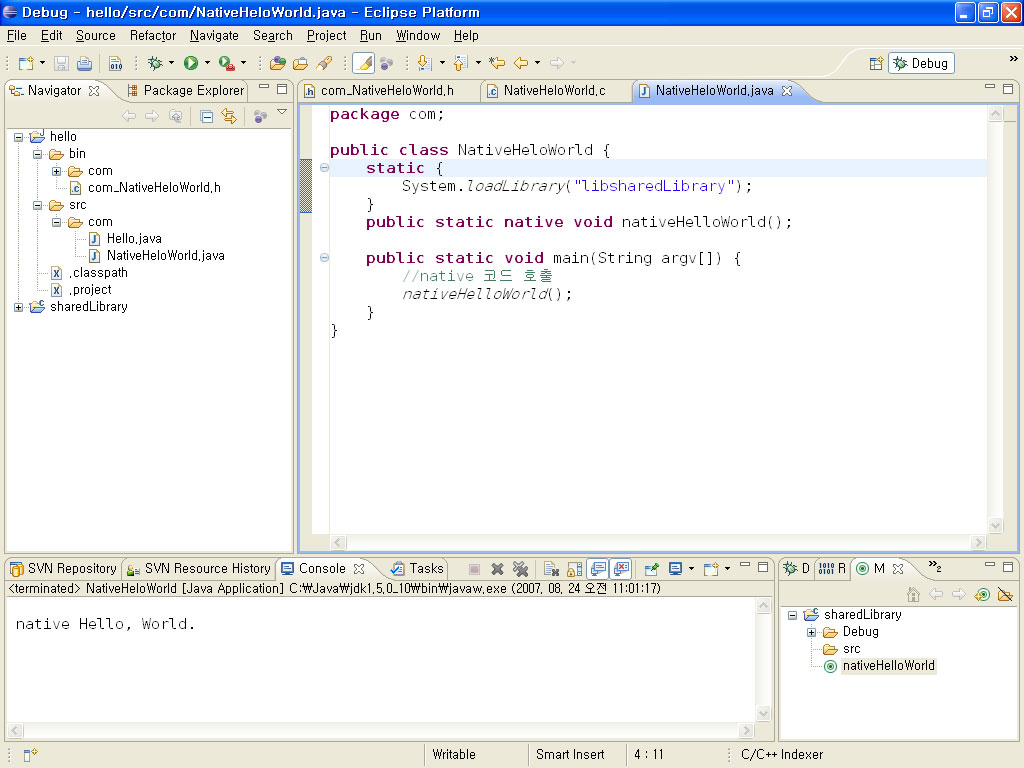 Debug - hello/src/com/NativeHeloWorld.java - Eclipse Platform
File Edit Source Refactor Navigate Search Project Run Window Help
Debug
Navigator Package Explorer
hello
bin
com
com_NativeHeloWorld.h
src
com
Hello.java
NativeHeloWorld.java
.classpath
.project
sharedLibrary
com_NativeHeloWorld.h NativeHeloWorld.c NativeHeloWorld.java
package com;
public class NativeHeloWorld {
static {
System.loadLibrary("libsharedLibrary");
}
public static native void nativeHelloWorld();
public static void main(String argv[]) {
//native 코드 호출
nativeHelloWorld();
}
}
SVN Repository SVN Resource History Console Tasks
<terminated> NativeHeloWorld [Java Application] C:₩Java₩jdk1.5.0_10₩bin₩javaw.exe (2007. 08. 24 오전 11:01:17)
native Hello, World.
D R M »2
sharedLibrary
Debug
src
nativeHelloWorld
Writable Smart Insert 4 : 11 C/C++ Indexer